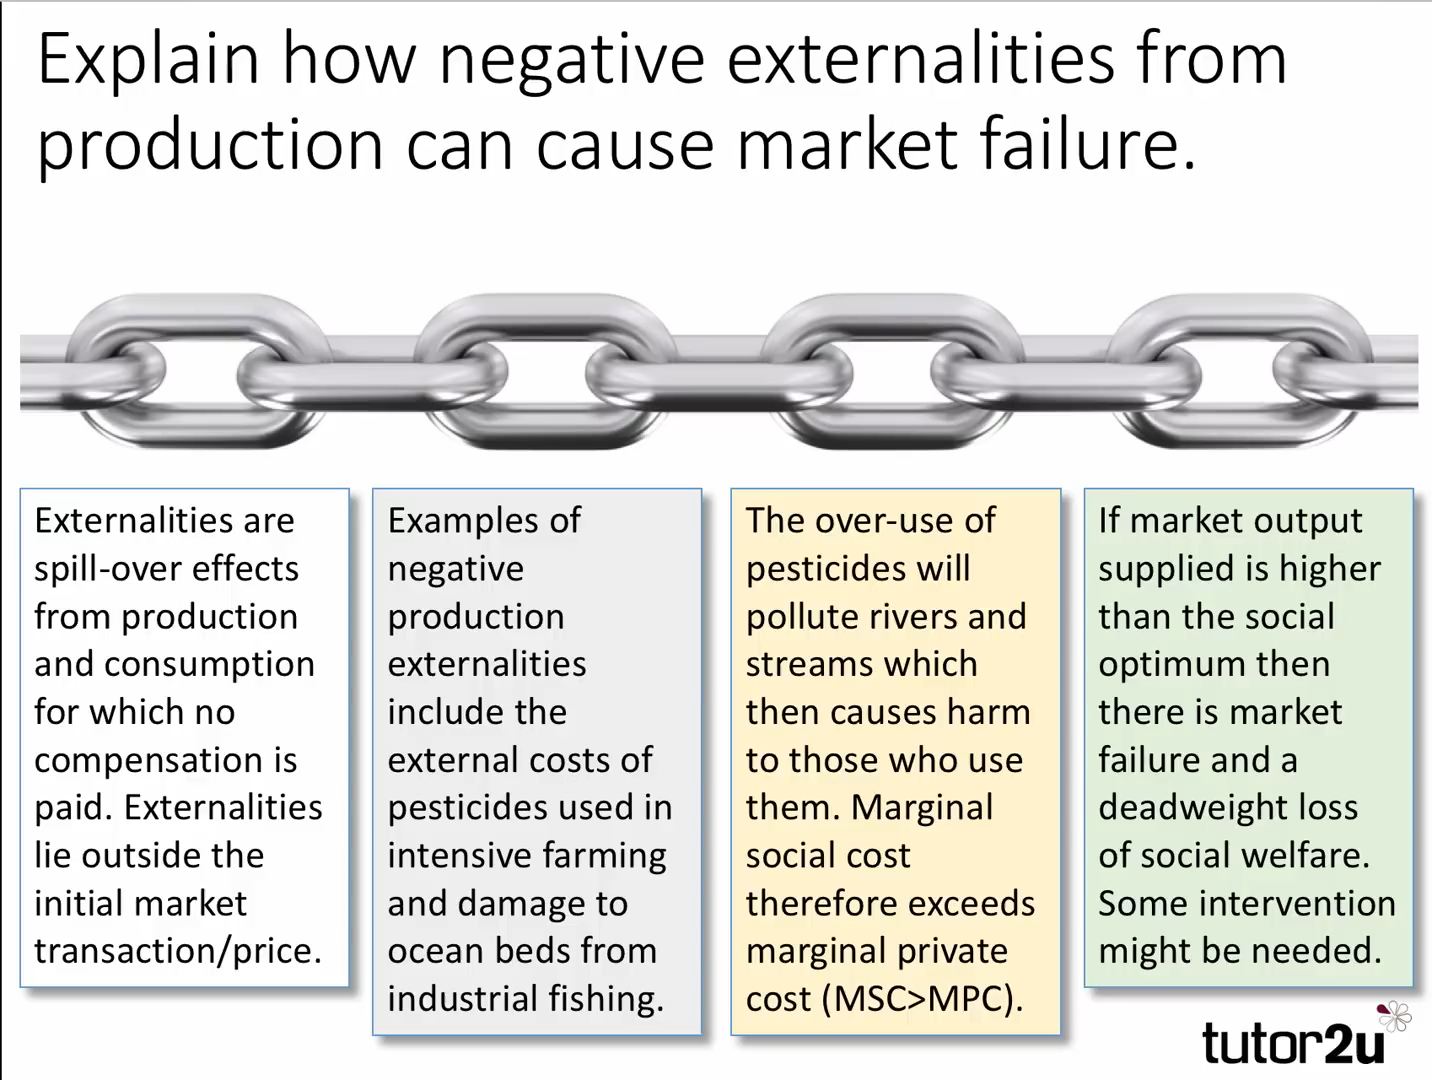 Explain how negative externalities from
production can cause market failure.
Externalities are
spill-over effects
from production
and consumption
for which no
compensation is
paid. Externalities
lie outside the
initial market
transaction/price.
Examples of
negative
production
externalities
include the
external costs of
pesticides used in
intensive farming
and damage to
ocean beds from
industrial fishing.
The over-use of
pesticides will
pollute rivers and
streams which
then causes harm
to those who use
them. Marginal
social cost
therefore exceeds
marginal private
cost (MSC>MPC).
If market output
supplied is higher
than the social
optimum then
there is market
failure and a
deadweight loss
of social welfare.
Some intervention
might be needed.
tutor2u